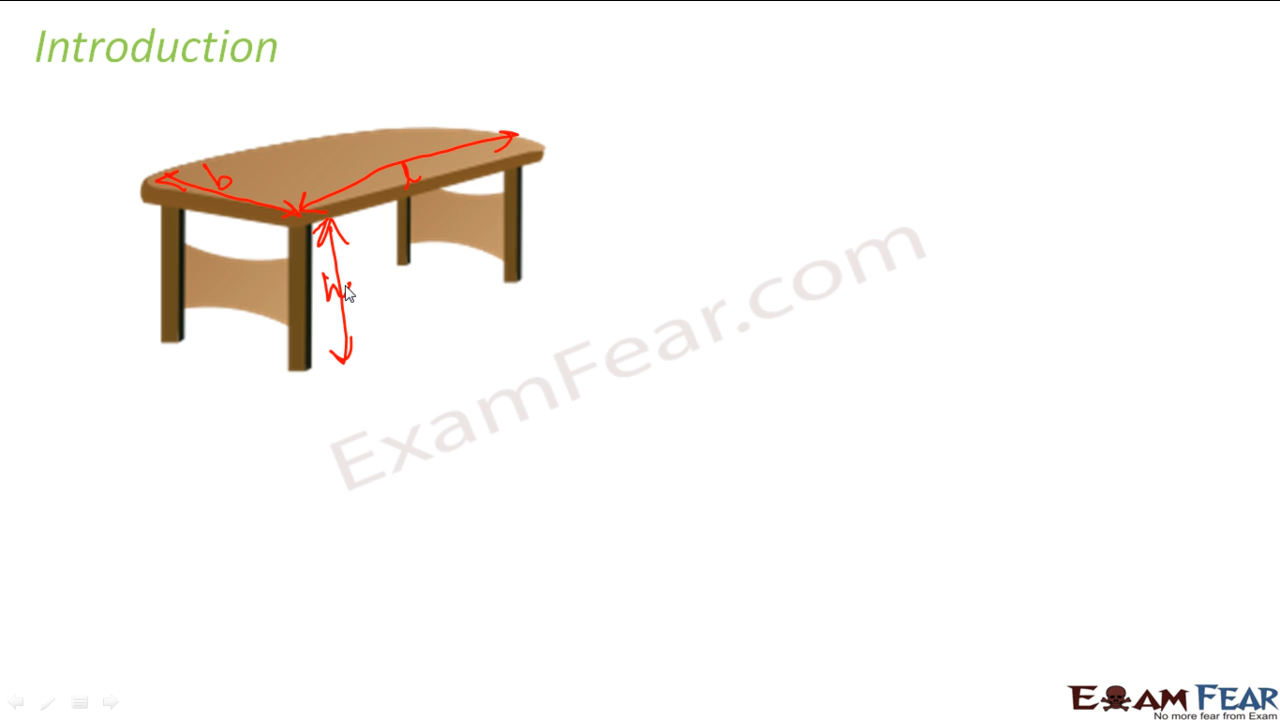 Introduction
b
l
h
ExamFear.com
EXAM FEAR
No more fear from Exam